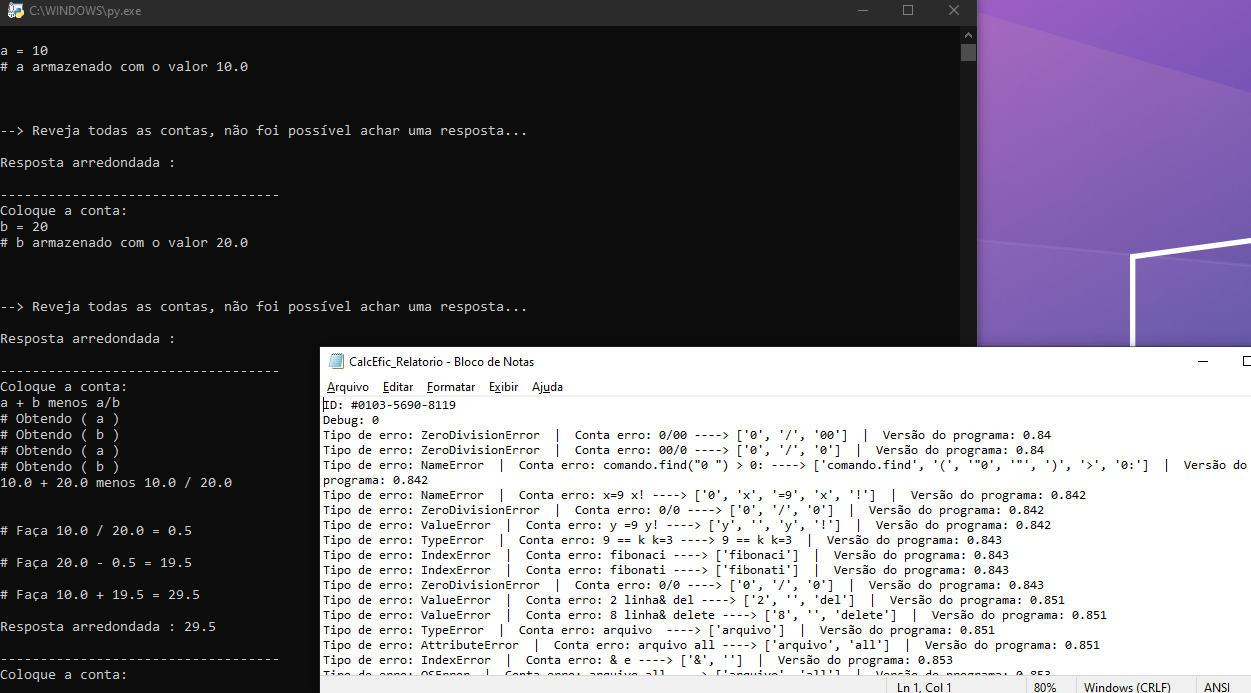 C:\WINDOWS\py.exe
a = 10
# a armazenado com o valor 10.0
--> Reveja todas as contas, não foi possível achar uma resposta...
Resposta arredondada :
-----------------------------------
Coloque a conta:
b = 20
# b armazenado com o valor 20.0
--> Reveja todas as contas, não foi possível achar uma resposta...
Resposta arredondada :
-----------------------------------
Coloque a conta:
a + b menos a/b
# Obtendo ( a )
# Obtendo ( b )
# Obtendo ( a )
# Obtendo ( b )
10.0 + 20.0 menos 10.0 / 20.0
# Faça 10.0 / 20.0 = 0.5
# Faça 20.0 - 0.5 = 19.5
# Faça 10.0 + 19.5 = 29.5
Resposta arredondada : 29.5
-----------------------------------
Coloque a conta:
CalcEfic_Relatorio - Bloco de Notas
Arquivo Editar Formatar Exibir Ajuda
ID: #0103-5690-8119
Debug: 0
Tipo de erro: ZeroDivisionError | Conta erro: 0/00 ----> ['0', '/', '00'] | Versão do programa: 0.84
Tipo de erro: ZeroDivisionError | Conta erro: 00/0 ----> ['0', '/', '0'] | Versão do programa: 0.84
Tipo de erro: NameError | Conta erro: comando.find("0 ") > 0: ----> ['comando.find', '(', '"0', '"', ')', '>', '0:'] | Versão do
programa: 0.842
Tipo de erro: NameError | Conta erro: x=9 x! ----> ['0', 'x', '=9', 'x', '!'] | Versão do programa: 0.842
Tipo de erro: ZeroDivisionError | Conta erro: 0/0 ----> ['0', '/', '0'] | Versão do programa: 0.842
Tipo de erro: ValueError | Conta erro: y =9 y! ----> ['y', '', 'y', '!'] | Versão do programa: 0.842
Tipo de erro: TypeError | Conta erro: 9 == k k=3 ----> 9 == k k=3 | Versão do programa: 0.843
Tipo de erro: IndexError | Conta erro: fibonaci ----> ['fibonaci'] | Versão do programa: 0.843
Tipo de erro: IndexError | Conta erro: fibonati ----> ['fibonati'] | Versão do programa: 0.843
Tipo de erro: ZeroDivisionError | Conta erro: 0/0 ----> ['0', '/', '0'] | Versão do programa: 0.843
Tipo de erro: ValueError | Conta erro: 2 linha& del ----> ['2', '', 'del'] | Versão do programa: 0.851
Tipo de erro: ValueError | Conta erro: 8 linha& delete ----> ['8', '', 'delete'] | Versão do programa: 0.851
Tipo de erro: TypeError | Conta erro: arquivo ----> ['arquivo'] | Versão do programa: 0.851
Tipo de erro: AttributeError | Conta erro: arquivo all ----> ['arquivo', 'all'] | Versão do programa: 0.851
Tipo de erro: IndexError | Conta erro: & e ----> ['&', ''] | Versão do programa: 0.853
Tipo de erro: OSError | Conta erro: arquivo all ----> ['arquivo', 'all'] | Versão do programa: 0.853
Ln 1, Col 1 80% Windows (CRLF) ANSI